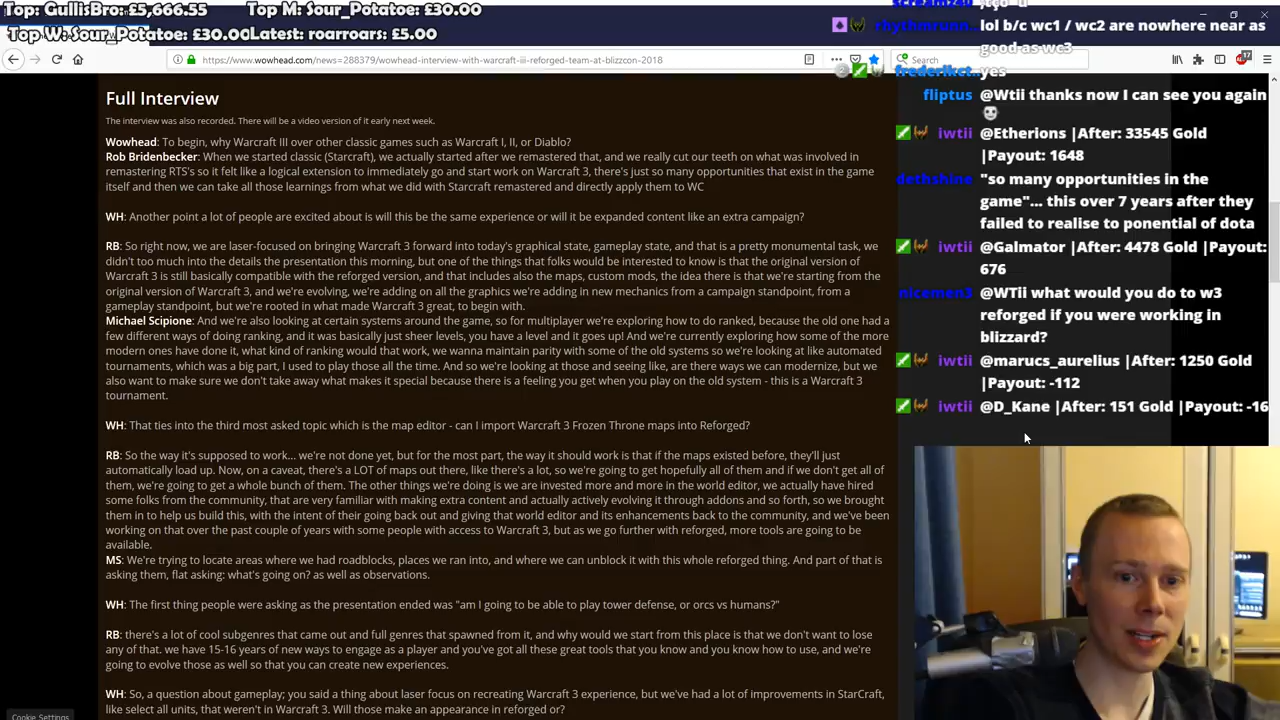 Top: GullisBro: £5,666.55
Top M: Sour_Potatoe: £30.00
Top W: Sour_Potatoe: £30.00
Latest: roarroars: £5.00
https://www.wowhead.com/news=288379/wowhead-interview-with-warcraft-iii-reforged-team-at-blizzcon-2018
Search
Full Interview
The interview was also recorded. There will be a video version of it early next week.
Wowhead: To begin, why Warcraft III over other classic games such as Warcraft I, II, or Diablo?
Rob Bridenbecker: When we started classic (Starcraft), we actually started after we remastered that, and we really cut our teeth on what was involved in
remastering RTS's so it felt like a logical extension to immediately go and start work on Warcraft 3, there's just so many opportunities that exist in the game
itself and then we can take all those learnings from what we did with Starcraft remastered and directly apply them to WC
WH: Another point a lot of people are excited about is will this be the same experience or will it be expanded content like an extra campaign?
RB: So right now, we are laser-focused on bringing Warcraft 3 forward into today's graphical state, gameplay state, and that is a pretty monumental task, we
didn't too much into the details the presentation this morning, but one of the things that folks would be interested to know is that the original version of
Warcraft 3 is still basically compatible with the reforged version, and that includes also the maps, custom mods, the idea there is that we're starting from the
original version of Warcraft 3, and we're evolving, we're adding on all the graphics we're adding in new mechanics from a campaign standpoint, from a
gameplay standpoint, but we're rooted in what made Warcraft 3 great, to begin with.
Michael Scipione: And we're also looking at certain systems around the game, so for multiplayer we're exploring how to do ranked, because the old one had a
few different ways of doing ranking, and it was basically just sheer levels, you have a level and it goes up! And we're currently exploring how some of the more
modern ones have done it, what kind of ranking would that work, we wanna maintain parity with some of the old systems so we're looking at like automated
tournaments, which was a big part, I used to play those all the time. And so we're looking at those and seeing like, are there ways we can modernize, but we
also want to make sure we don't take away what makes it special because there is a feeling you get when you play on the old system - this is a Warcraft 3
tournament.
WH: That ties into the third most asked topic which is the map editor - can I import Warcraft 3 Frozen Throne maps into Reforged?
RB: So the way it's supposed to work... we're not done yet, but for the most part, the way it should work is that if the maps existed before, they'll just
automatically load up. Now, on a caveat, there's a LOT of maps out there, like there's a lot, so we're going to get hopefully all of them and if we don't get all of
them, we're going to get a whole bunch of them. The other things we're doing is we are invested more and more in the world editor, we actually have hired
some folks from the community, that are very familiar with making extra content and actually actively evolving it through addons and so forth, so we brought
them in to help us build this, with the intent of their going back out and giving that world editor and its enhancements back to the community, and we've been
working on that over the past couple of years with some people with access to Warcraft 3, but as we go further with reforged, more tools are going to be
available.
MS: We're trying to locate areas where we had roadblocks, places we ran into, and where we can unblock it with this whole reforged thing. And part of that is
asking them, flat asking: what's going on? as well as observations.
WH: The first thing people were asking as the presentation ended was "am I going to be able to play tower defense, or orcs vs humans?"
RB: there's a lot of cool subgenres that came out and full genres that spawned from it, and why would we start from this place is that we don't want to lose
any of that. we have 15-16 years of new ways to engage as a player and you've got all these great tools that you know and you know how to use, and we're
going to evolve those as well so that you can create new experiences.
WH: So, a question about gameplay; you said a thing about laser focus on recreating Warcraft 3 experience, but we've had a lot of improvements in StarCraft,
like select all units, that weren't in Warcraft 3. Will those make an appearance in reforged or?
Cookie Settings
lol b/c wc1 / wc2 are nowhere near as
good as wc3
frederikct.. yes
fliptus @Wtii thanks now I can see you again
iwtii @Etherions |After: 33545 Gold
|Payout: 1648
dethshine "so many opportunities in the
game"... this over 7 years after they
failed to realise to ponential of dota
iwtii @Galmator |After: 4478 Gold |Payout:
676
nicemen3 @WTii what would you do to w3
reforged if you were working in
blizzard?
iwtii @marucs_aurelius |After: 1250 Gold
|Payout: -112
iwtii @D_Kane |After: 151 Gold |Payout: -16